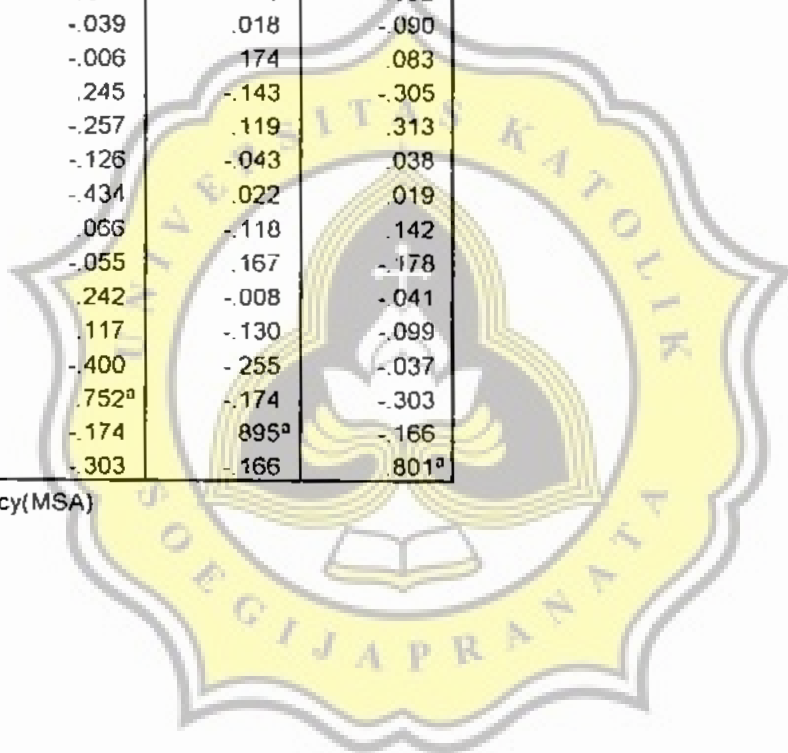 -.039 .018 -.090
-.006 .174 .083
.245 -.143 -.305
-.257 .119 .313
-.126 -.043 .038
-.434 .022 .019
.066 -.118 .142
-.055 .167 -.178
.242 -.008 -.041
.117 -.130 -.099
-.400 -.255 -.037
.752ª -.174 -.303
-.174 .895ª -.166
-.303 -.166 .801ª
cy(MSA)
UNIVERSITAS KATOLIK
SOEGIJAPRANATA